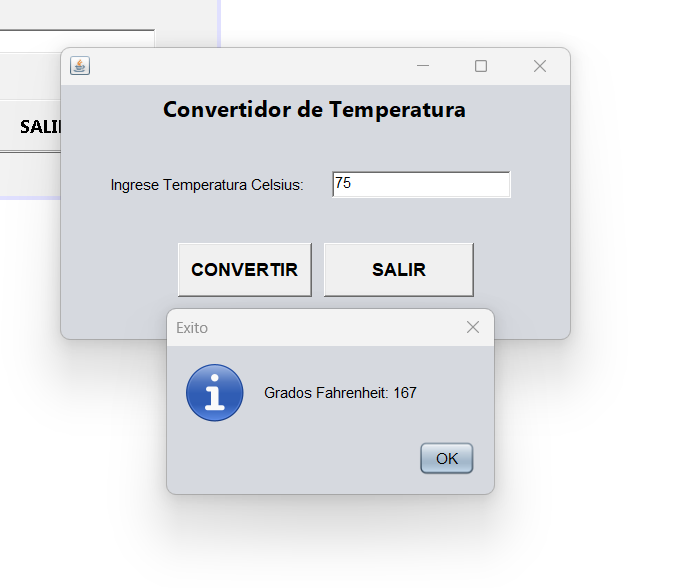 Convertidor de Temperatura
SALI
Ingrese Temperatura Celsius: 75
CONVERTIR SALIR
Exito
Grados Fahrenheit: 167
OK